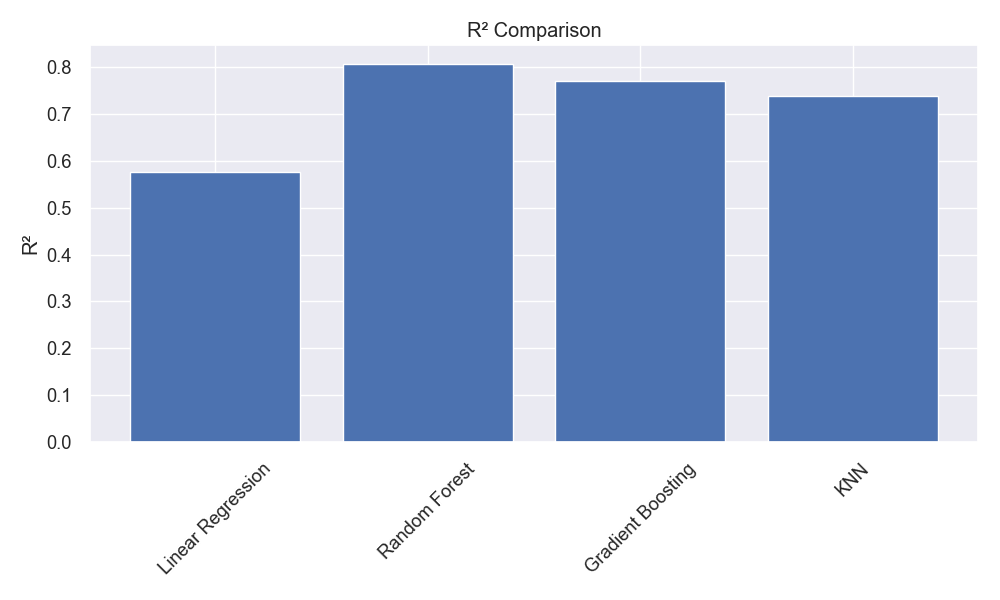 R² Comparison
R²
0.8
0.7
0.6
0.5
0.4
0.3
0.2
0.1
0.0
Linear Regression
Random Forest
Gradient Boosting
KNN